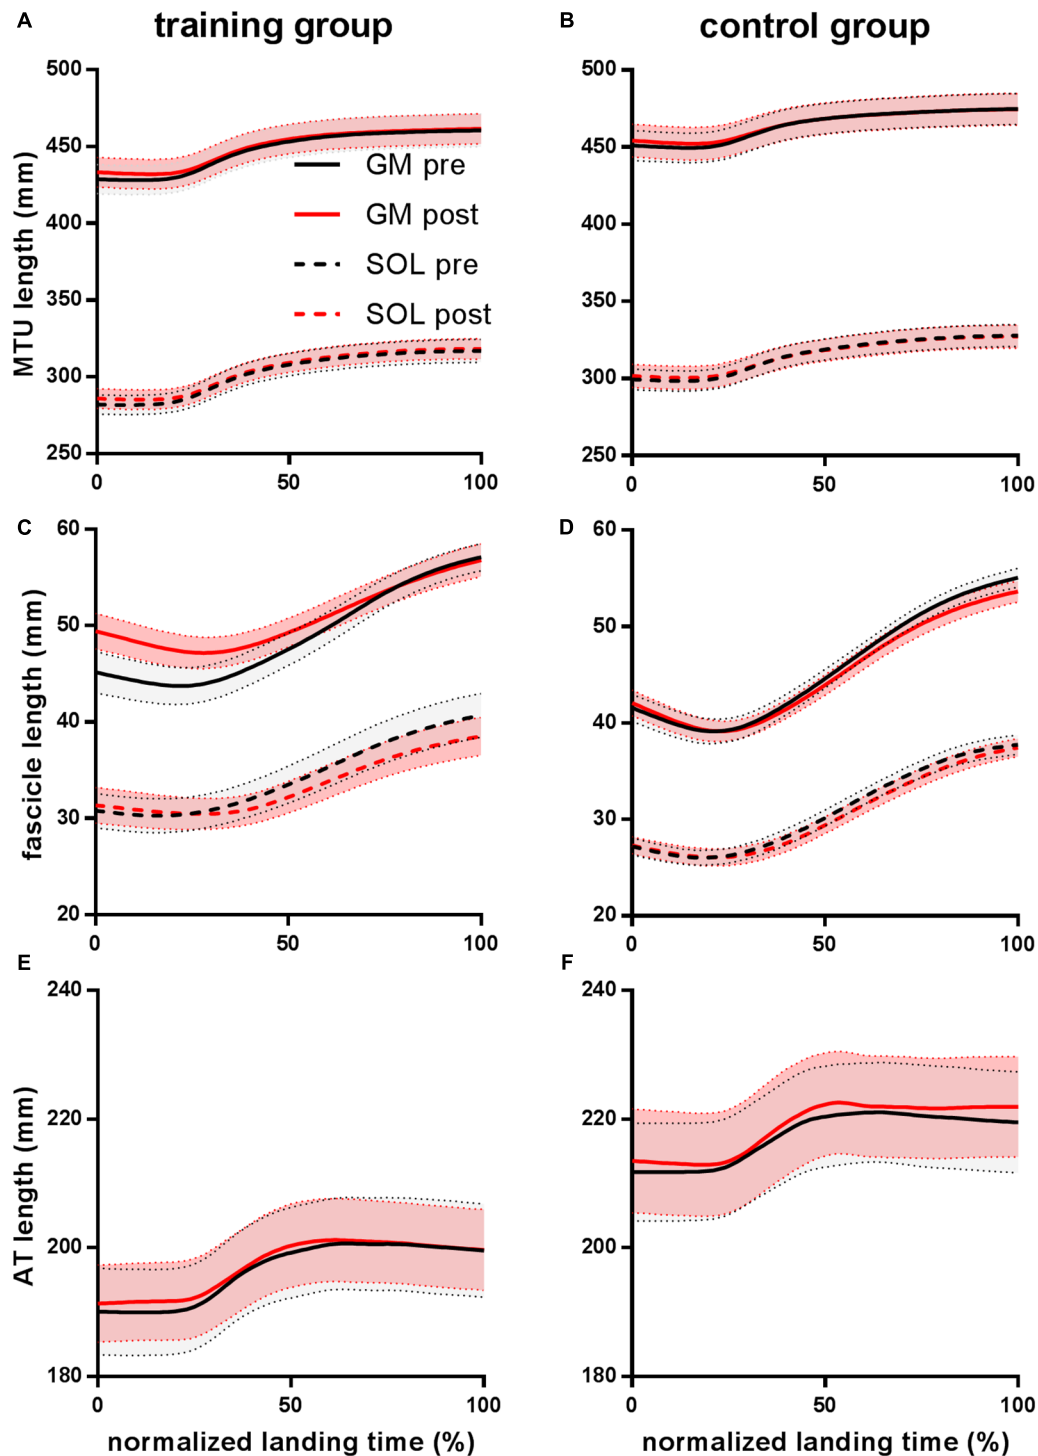 A training group
B control group
500
450
400
350
300
250
MTU length (mm)
GM pre
GM post
SOL pre
SOL post
0 50 100
500
450
400
350
300
250
0 50 100
C
60
50
40
30
20
fascicle length (mm)
0 50 100
D
60
50
40
30
20
0 50 100
E
240
220
200
180
AT length (mm)
0 50 100
normalized landing time (%)
F
240
220
200
180
0 50 100
normalized landing time (%)